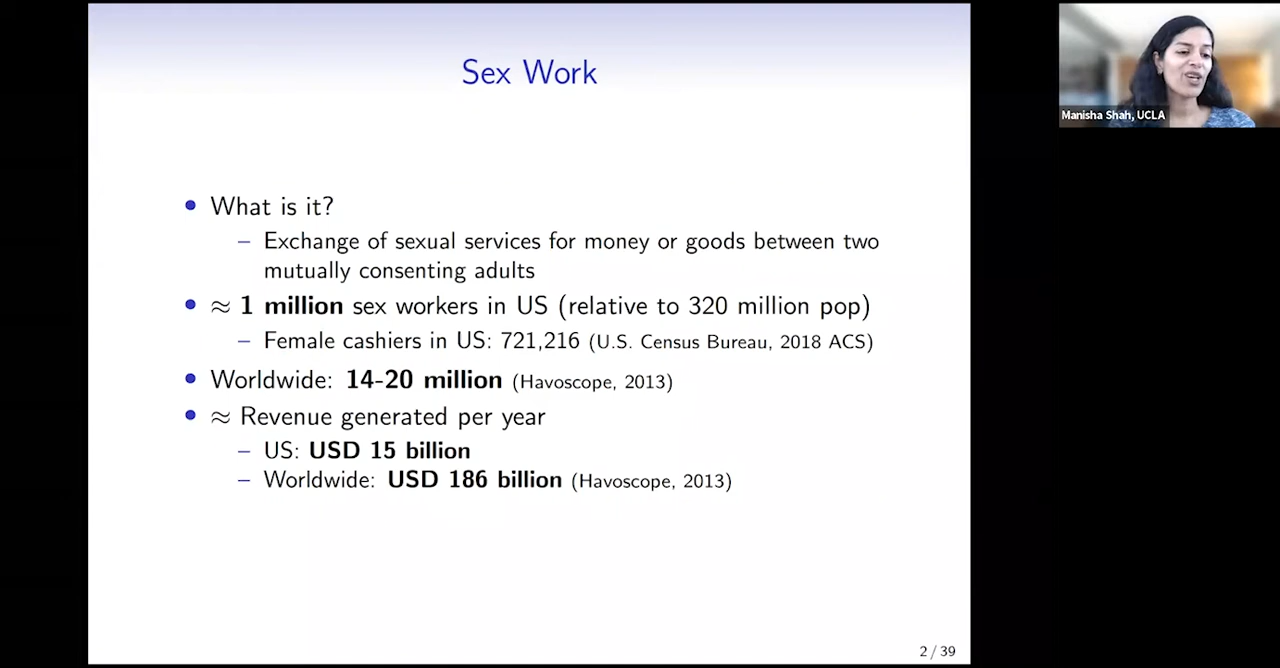 Sex Work
• What is it?
– Exchange of sexual services for money or goods between two
mutually consenting adults
• ≈ 1 million sex workers in US (relative to 320 million pop)
– Female cashiers in US: 721,216 (U.S. Census Bureau, 2018 ACS)
• Worldwide: 14-20 million (Havoscope, 2013)
• ≈ Revenue generated per year
– US: USD 15 billion
– Worldwide: USD 186 billion (Havoscope, 2013)
2 / 39
Manisha Shah, UCLA